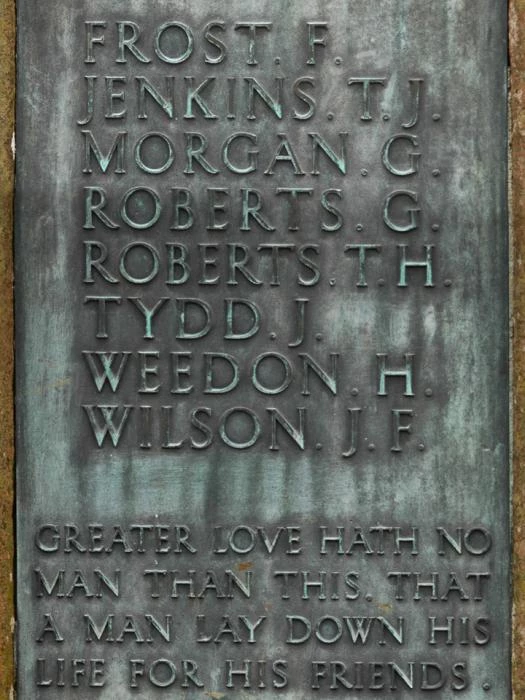 FROST. F.
JENKINS. T. J.
MORGAN. G.
ROBERTS. G.
ROBERTS. T. H.
TYDD. J.
WEEDON. H.
WILSON. J. F.
GREATER LOVE HATH NO
MAN THAN THIS. THAT
A MAN LAY DOWN HIS
LIFE FOR HIS FRIENDS.